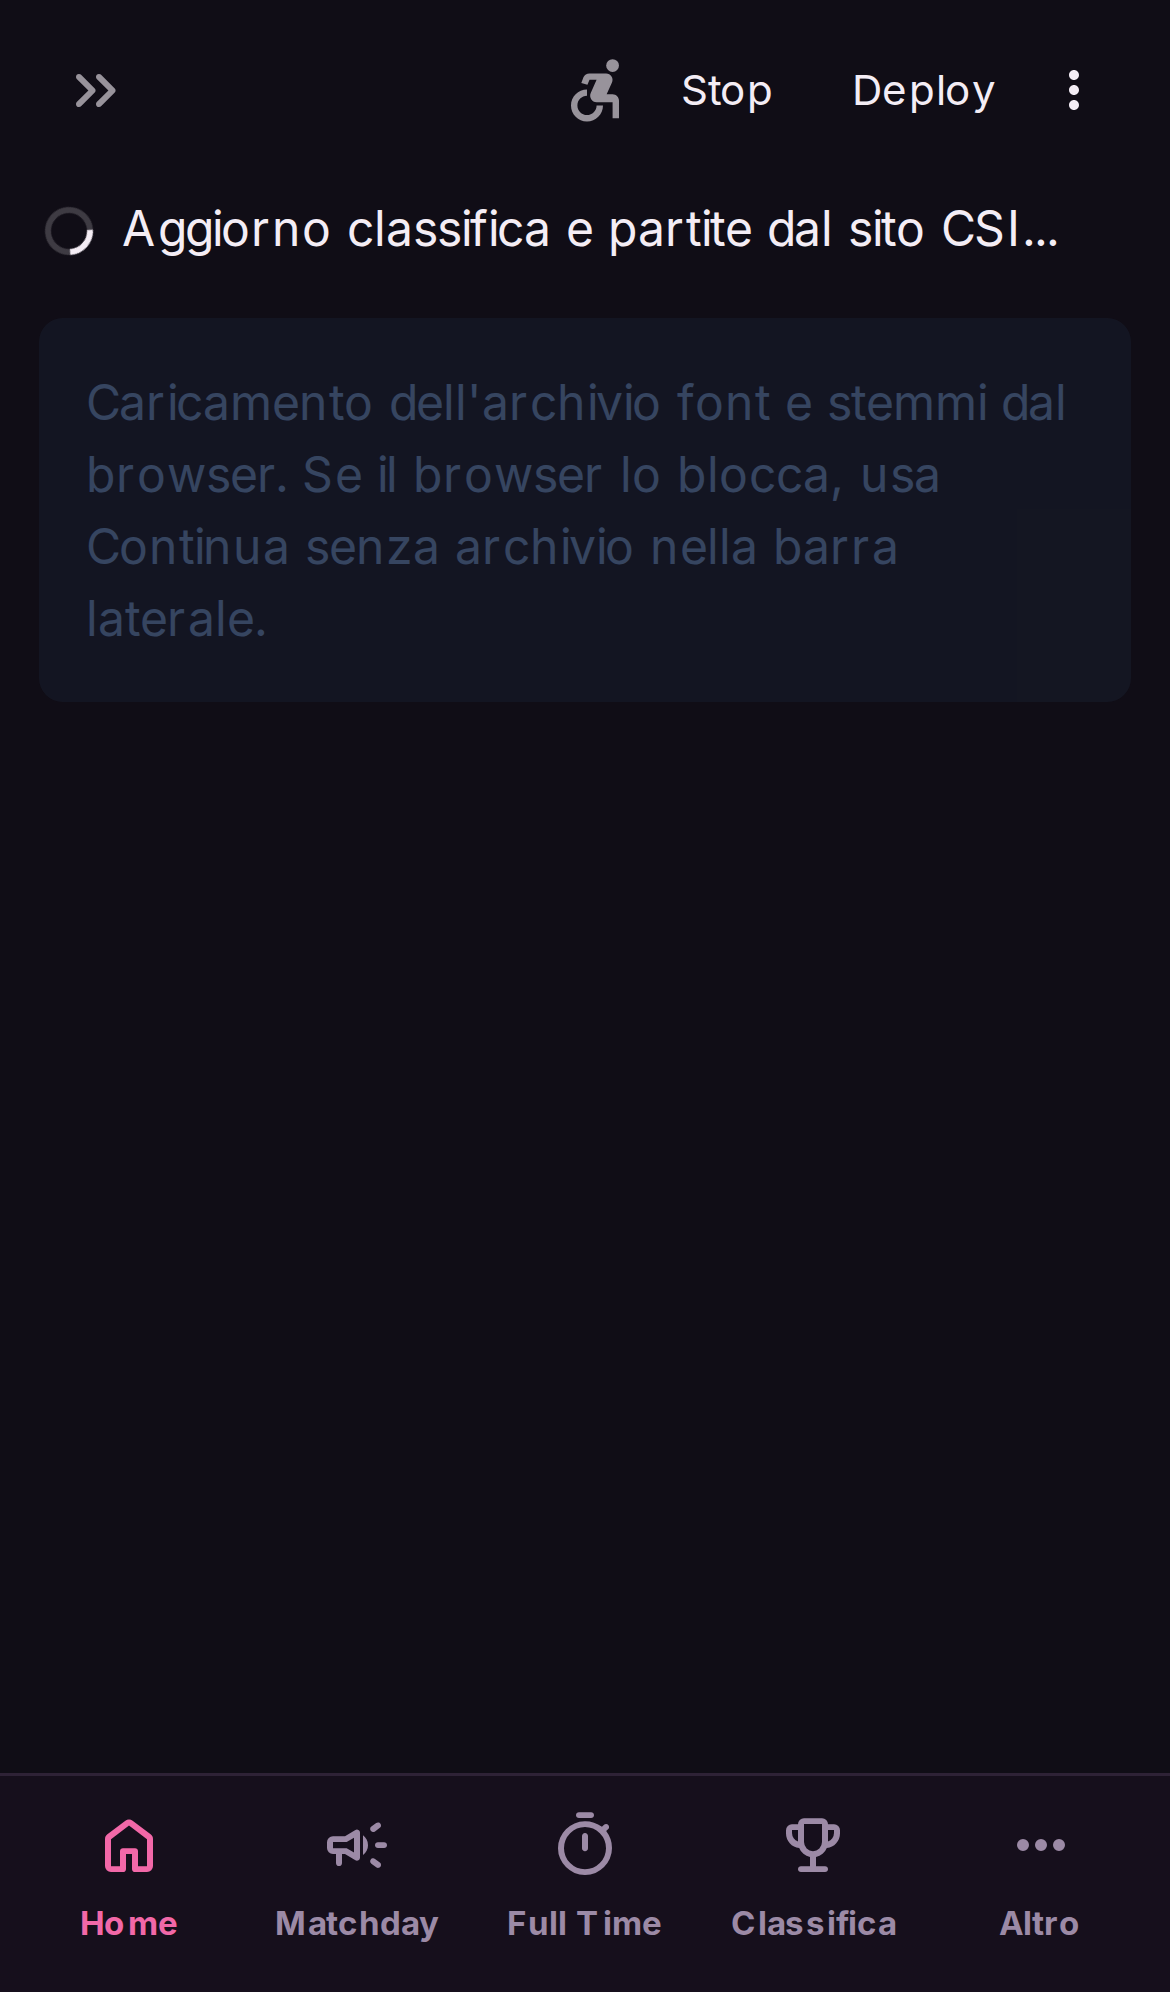 Stop Deploy
Aggiorno classifica e partite dal sito CSI...
Caricamento dell'archivio font e stemmi dal
browser. Se il browser lo blocca, usa
Continua senza archivio nella barra
laterale.
Home Matchday Full Time Classifica Altro